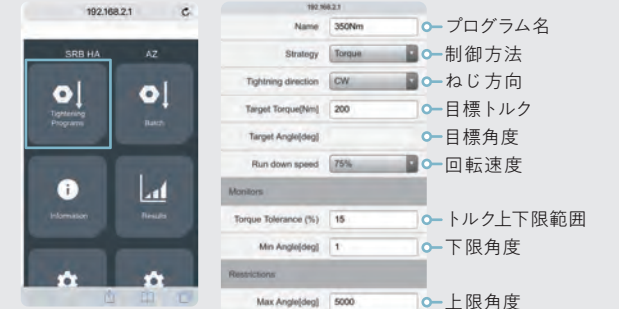 192.168.2.1
SRB HA
AZ
Tightening
Programs
Batch
Information
Results
192.168.2.1
Name
350Nm
プログラム名
Strategy
Torque
制御方法
Tightning direction
CW
ねじ方向
Target Torque[Nm]
200
目標トルク
Target Angle[deg]
目標角度
Run down speed
75%
回転速度
Monitors
Torque Tolerance (%)
15
トルク上下限範囲
Min Angle[deg]
1
下限角度
Restrictions
Max Angle[deg]
5000
上限角度